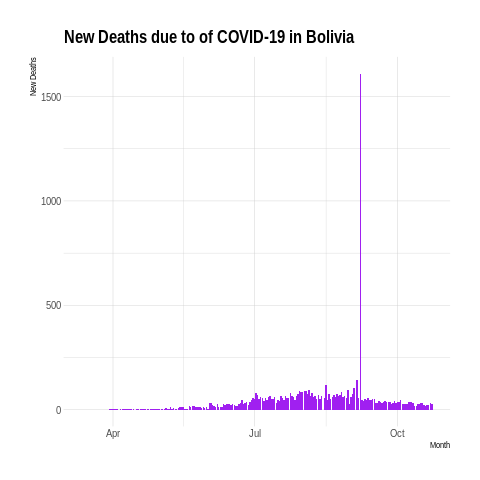 New Deaths due to of COVID-19 in Bolivia
New Deaths
1500
1000
500
0
Apr
Jul
Oct
Month